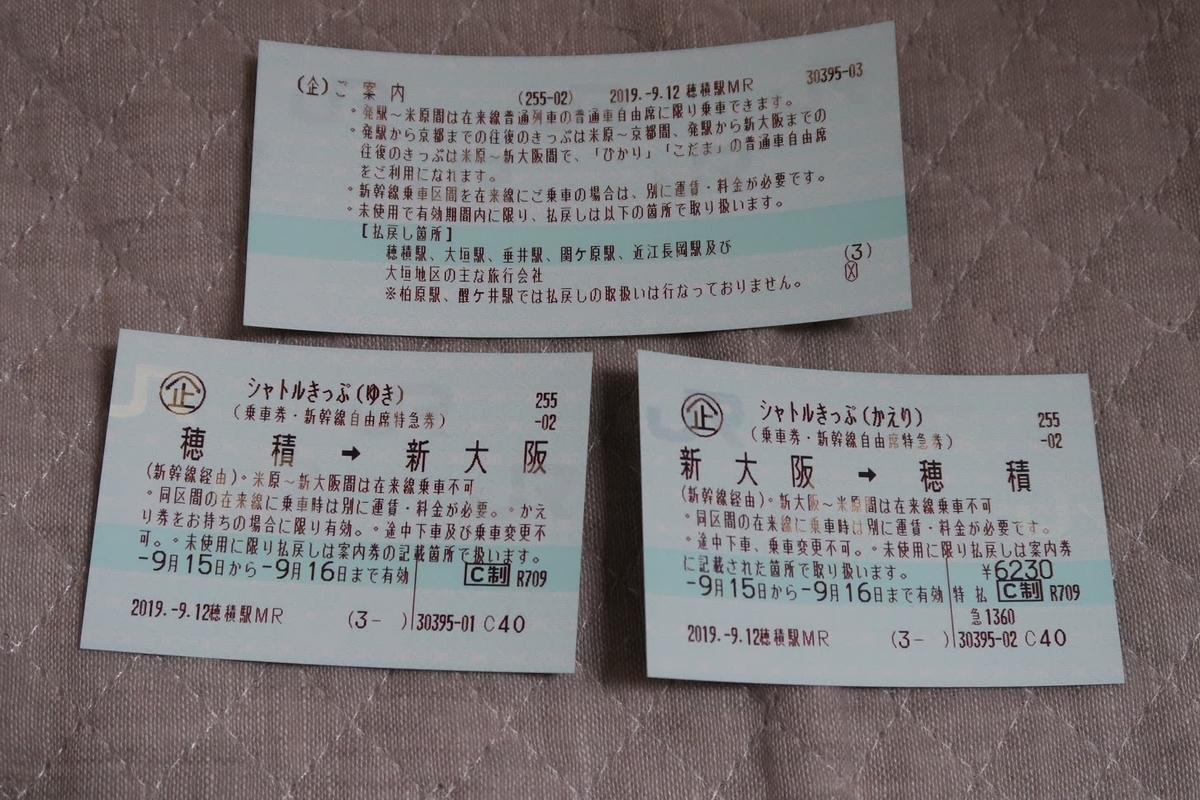 (企)ご案内 (255-02) 2019.-9.12 穂積駅MR 30395-03
◦発駅～米原間は在来線普通列車の普通車自由席に限り乗車できます。
◦発駅から京都までの往復のきっぷは米原～京都間、発駅から新大阪までの
往復のきっぷは米原～新大阪間で、「ひかり」「こだま」の普通車自由席
をご利用になれます。
◦新幹線乗車区間を在来線にご乗車の場合は、別に運賃・料金が必要です。
◦未使用で有効期間内に限り、払戻しは以下の箇所で取り扱います。
[払戻し箇所]
穂積駅、大垣駅、垂井駅、関ケ原駅、近江長岡駅及び
大垣地区の主な旅行会社
※柏原駅、醒ケ井駅では払戻しの取扱いは行なっておりません。
(3)
企 シャトルきっぷ(ゆき) 255
(乗車券・新幹線自由席特急券) -02
穂積 → 新大阪
(新幹線経由)◦米原～新大阪間は在来線乗車不可
◦同区間の在来線に乗車時は別に運賃・料金が必要。◦かえ
り券をお持ちの場合に限り有効。◦途中下車及び乗車変更不
可。◦未使用に限り払戻しは案内券の記載箇所で扱います。
-9月15日から-9月16日まで有効 C制 R709
2019.-9.12穂積駅MR (3- ) 30395-01 C40
企 シャトルきっぷ(かえり) 255
(乗車券・新幹線自由席特急券) -02
新大阪 → 穂積
(新幹線経由)◦新大阪～米原間は在来線乗車不可
◦同区間の在来線に乗車時は別に運賃・料金が必要です。
◦途中下車、乗車変更不可。◦未使用に限り払戻しは案内券
に記載された箇所で取り扱います。 ¥6230
-9月15日から-9月16日まで有効 特払 C制 R709
急1360
2019.-9.12穂積駅MR (3- ) 30395-02 C40